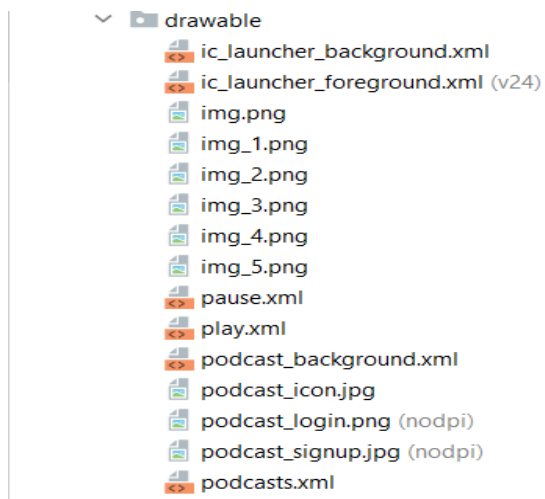 drawable
ic_launcher_background.xml
ic_launcher_foreground.xml (v24)
img.png
img_1.png
img_2.png
img_3.png
img_4.png
img_5.png
pause.xml
play.xml
podcast_background.xml
podcast_icon.jpg
podcast_login.png (nodpi)
podcast_signup.jpg (nodpi)
podcasts.xml